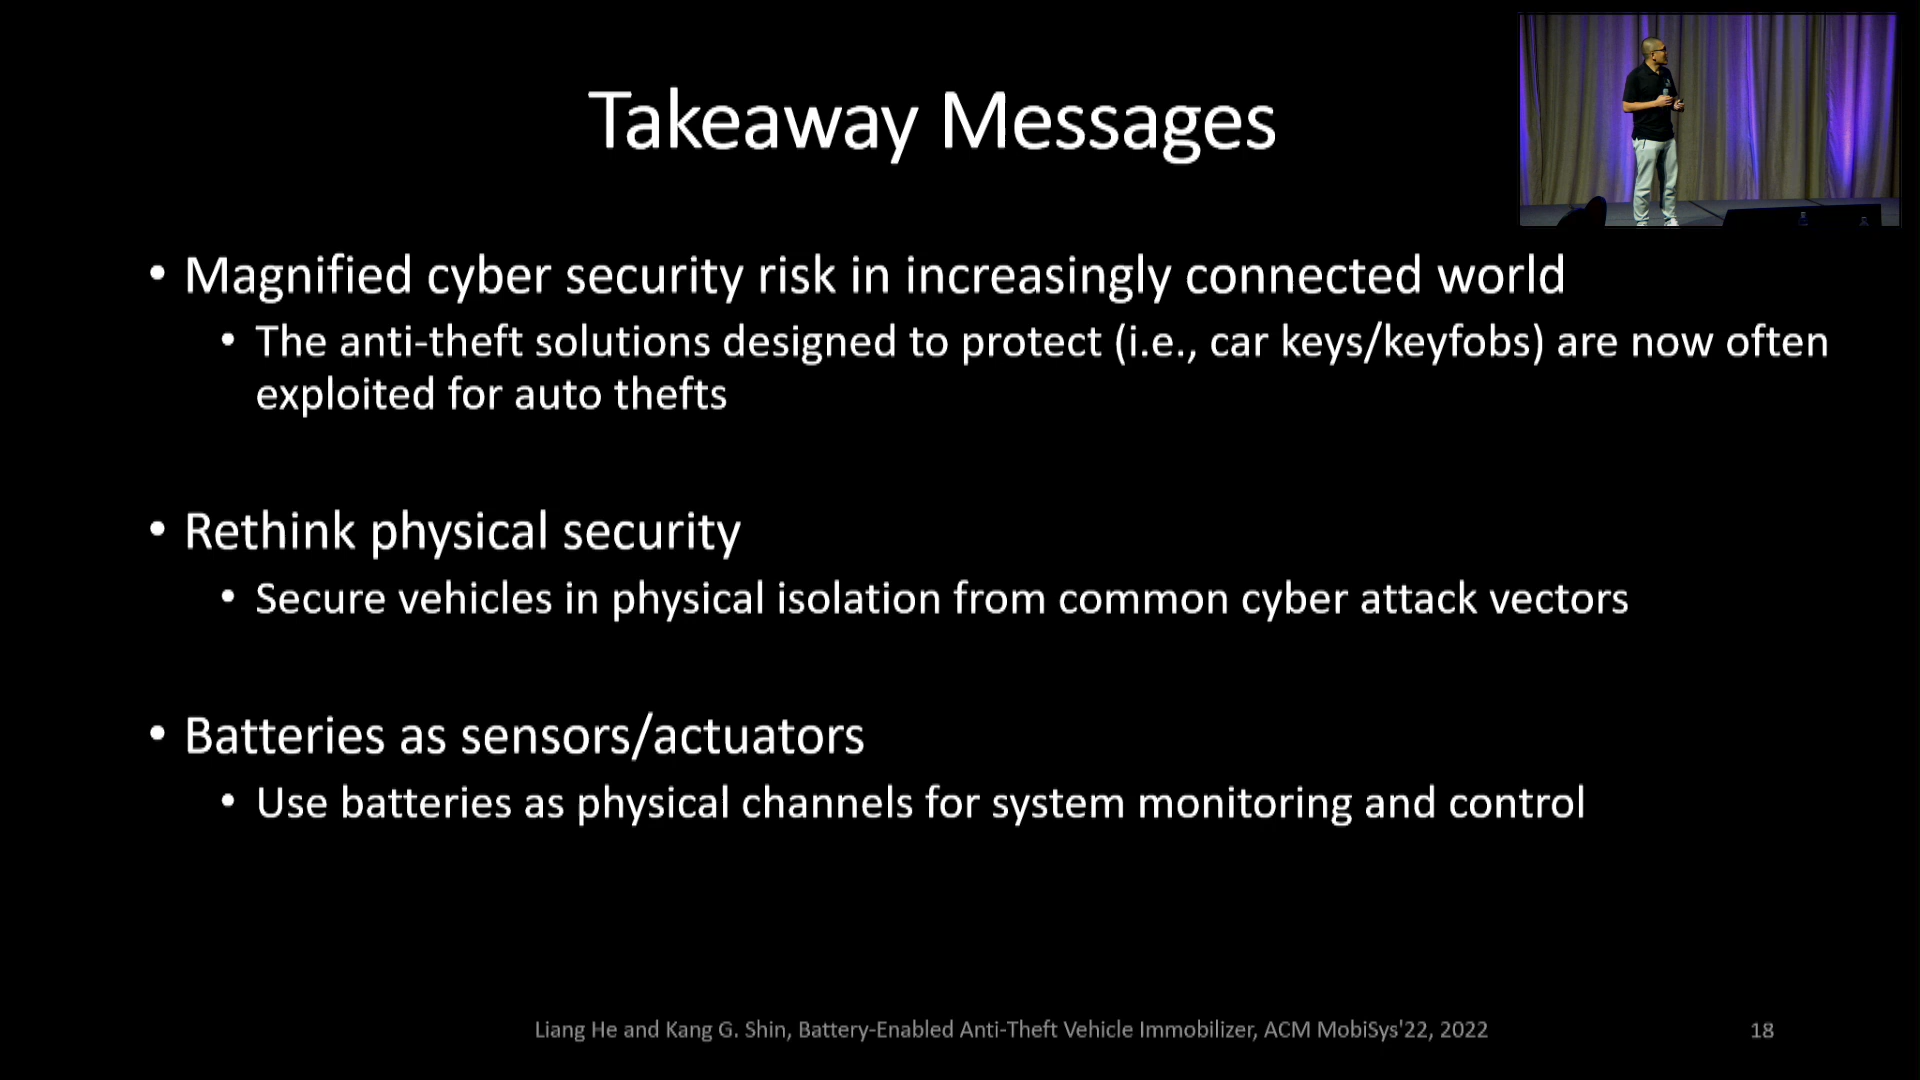 Takeaway Messages
• Magnified cyber security risk in increasingly connected world
• The anti-theft solutions designed to protect (i.e., car keys/keyfobs) are now often
exploited for auto thefts
• Rethink physical security
• Secure vehicles in physical isolation from common cyber attack vectors
• Batteries as sensors/actuators
• Use batteries as physical channels for system monitoring and control
Liang He and Kang G. Shin, Battery-Enabled Anti-Theft Vehicle Immobilizer, ACM MobiSys'22, 2022
18